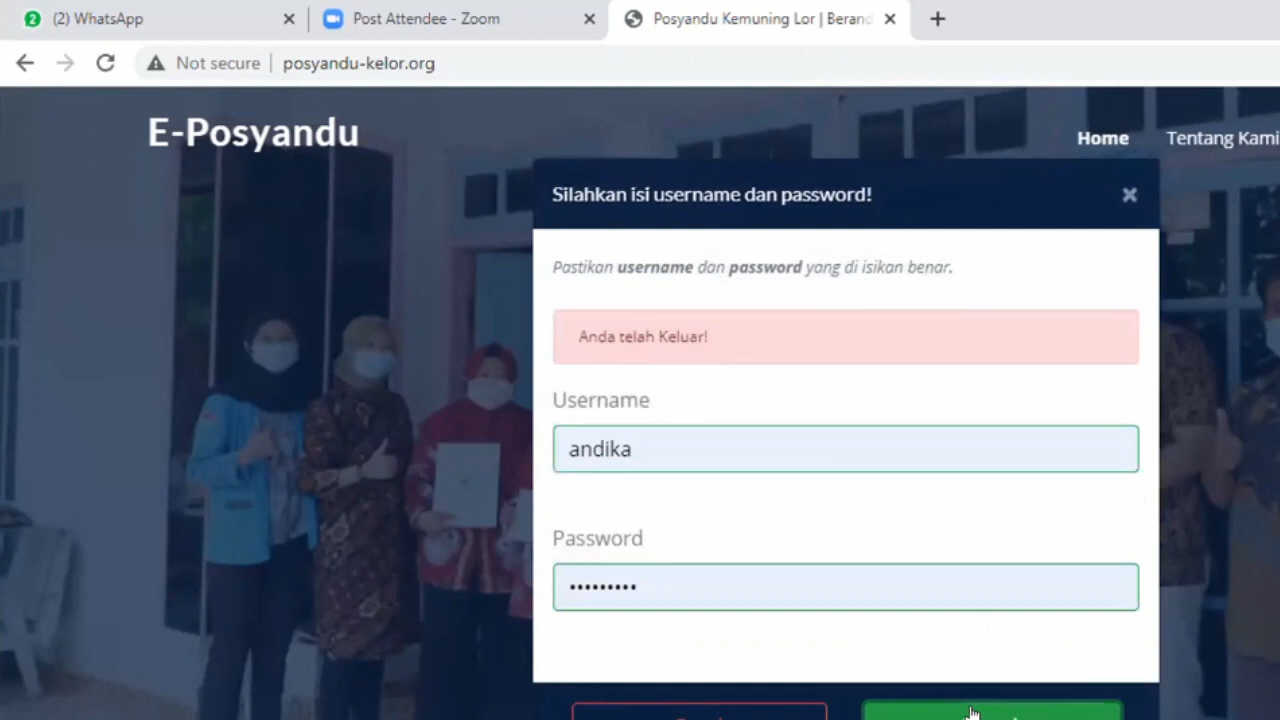 (2) WhatsApp
Post Attendee - Zoom
Posyandu Kemuning Lor | Beran
Not secure
posyandu-kelor.org
E-Posyandu
Home
Tentang Kami
Silahkan isi username dan password!
Pastikan username dan password yang di isikan benar.
Anda telah Keluar!
Username
andika
Password
•••••••••